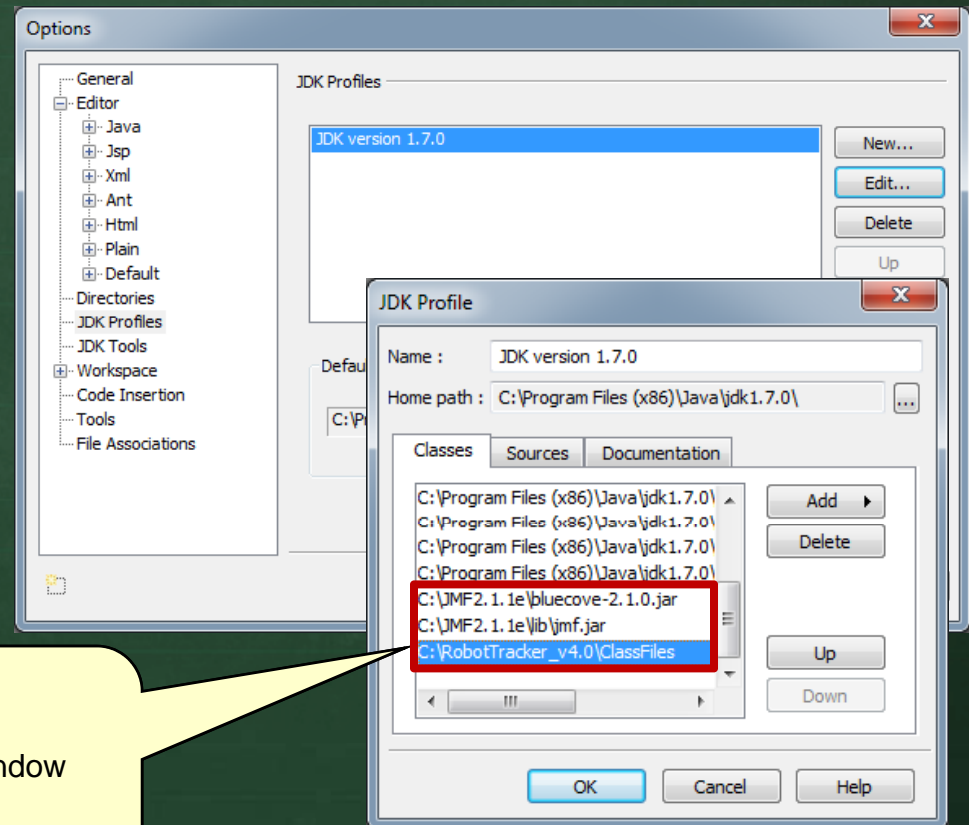 Options
General
Editor
Java
Jsp
Xml
Ant
Html
Plain
Default
Directories
JDK Profiles
JDK Tools
Workspace
Code Insertion
Tools
File Associations
JDK Profiles
JDK version 1.7.0
New...
Edit...
Delete
Up
JDK Profile
Name : JDK version 1.7.0
Home path : C:\Program Files (x86)\Java\jdk1.7.0\ ...
Classes Sources Documentation
C:\Program Files (x86)\Java\jdk1.7.0\
C:\Program Files (x86)\Java\jdk1.7.0\
C:\Program Files (x86)\Java\jdk1.7.0\
C:\Program Files (x86)\Java\jdk1.7.0\
C:\JMF2.1.1e\bluecove-2.1.0.jar
C:\JMF2.1.1e\lib\jmf.jar
C:\RobotTracker_v4.0\ClassFiles
Add
Delete
Up
Down
OK Cancel Help